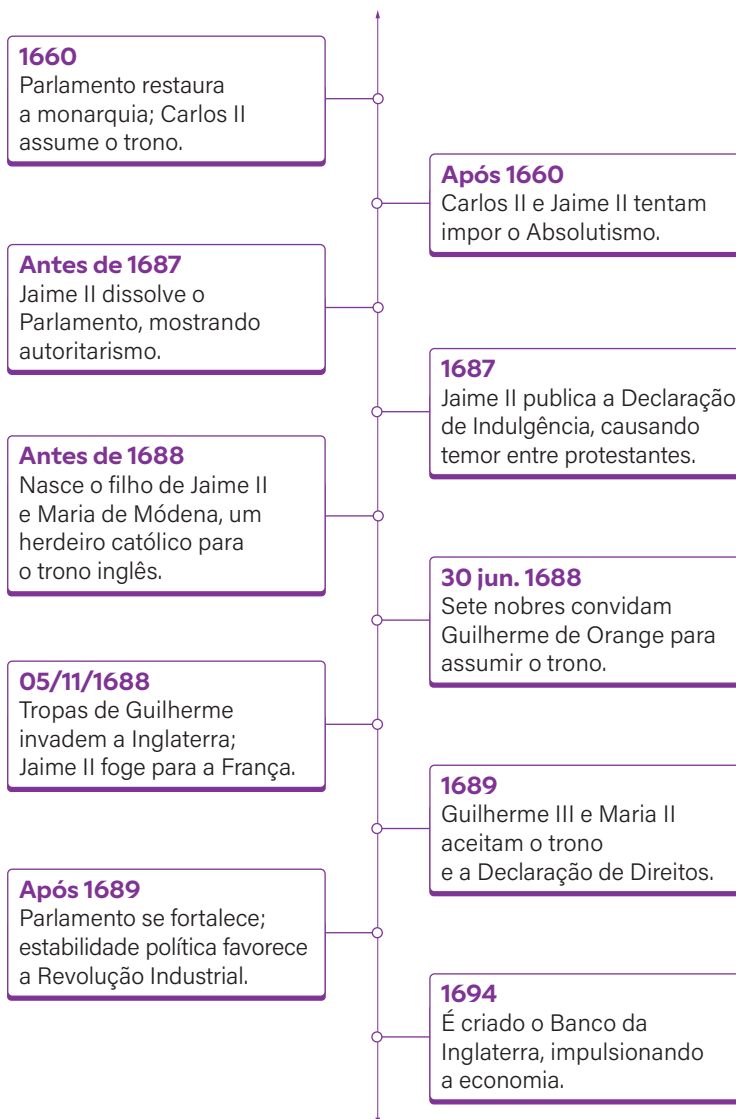 1660
Parlamento restaura
a monarquia; Carlos II
assume o trono.
Após 1660
Carlos II e Jaime II tentam
impor o Absolutismo.
Antes de 1687
Jaime II dissolve o
Parlamento, mostrando
autoritarismo.
1687
Jaime II publica a Declaração
de Indulgência, causando
temor entre protestantes.
Antes de 1688
Nasce o filho de Jaime II
e Maria de Módena, um
herdeiro católico para
o trono inglês.
30 jun. 1688
Sete nobres convidam
Guilherme de Orange para
assumir o trono.
05/11/1688
Tropas de Guilherme
invadem a Inglaterra;
Jaime II foge para a França.
1689
Guilherme III e Maria II
aceitam o trono
e a Declaração de Direitos.
Após 1689
Parlamento se fortalece;
estabilidade política favorece
a Revolução Industrial.
1694
É criado o Banco da
Inglaterra, impulsionando
a economia.